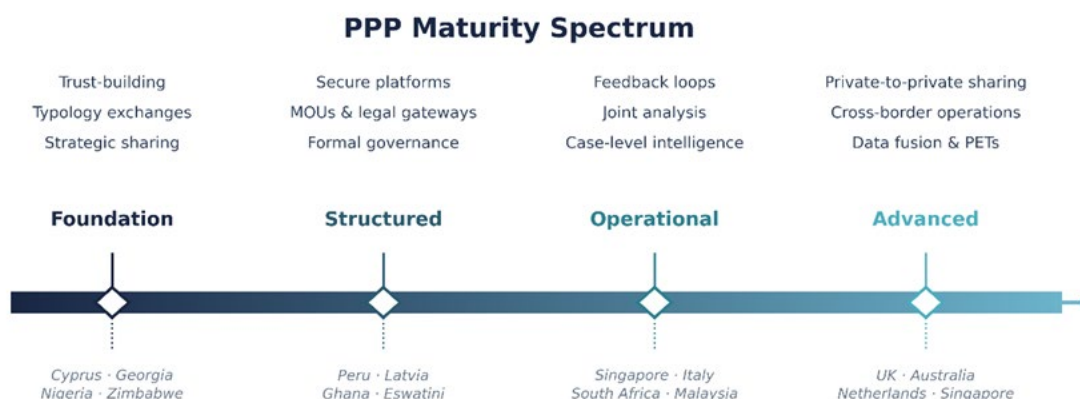 PPP Maturity Spectrum
Trust-building
Typology exchanges
Strategic sharing
Secure platforms
MOUs & legal gateways
Formal governance
Feedback loops
Joint analysis
Case-level intelligence
Private-to-private sharing
Cross-border operations
Data fusion & PETs
Foundation
Structured
Operational
Advanced
Cyprus · Georgia
Nigeria · Zimbabwe
Peru · Latvia
Ghana · Eswatini
Singapore · Italy
South Africa · Malaysia
UK · Australia
Netherlands · Singapore